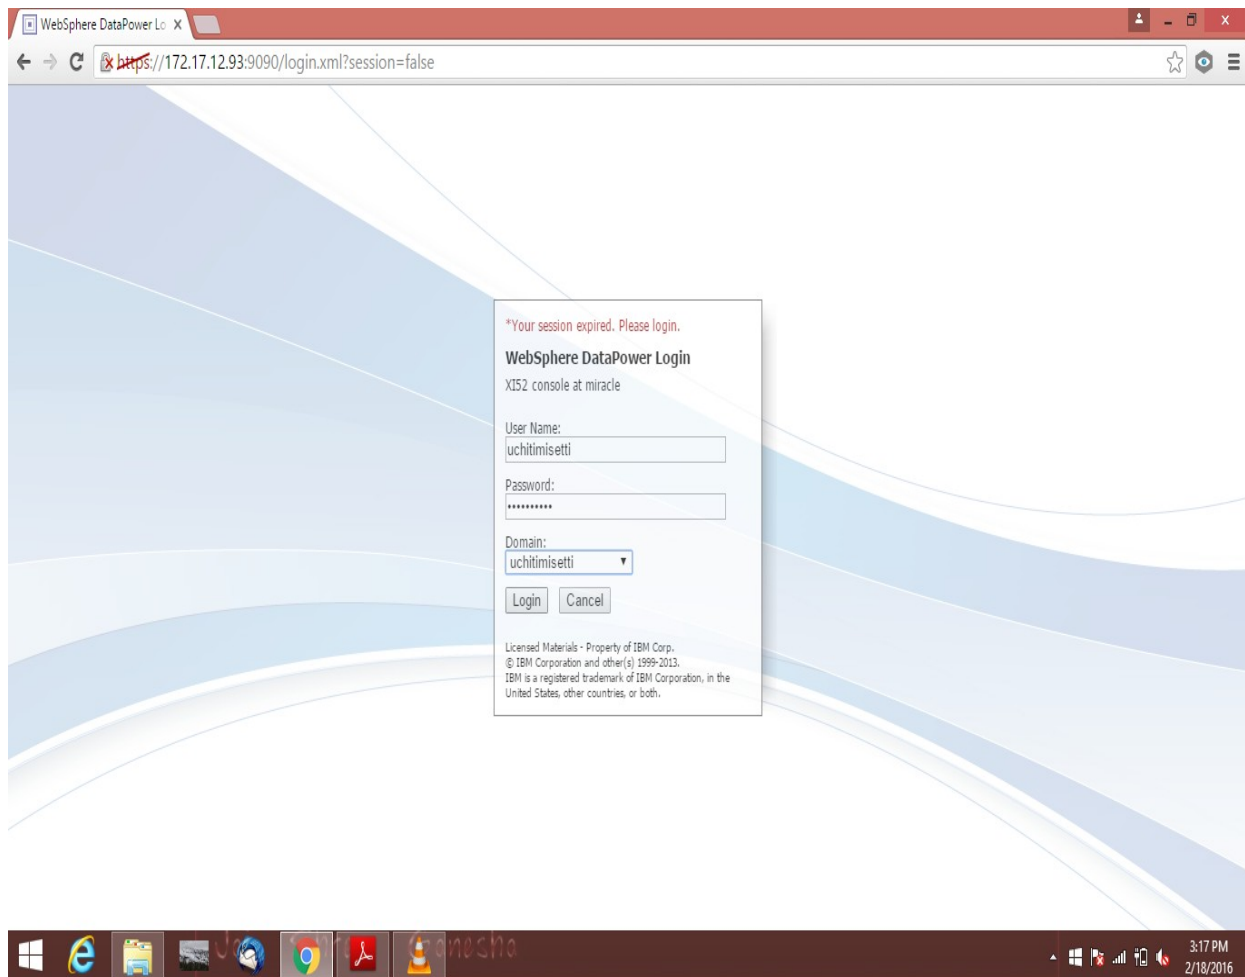 WebSphere DataPower Lo
https://172.17.12.93:9090/login.xml?session=false
*Your session expired. Please login.
WebSphere DataPower Login
XI52 console at miracle
User Name:
uchitimisetti
Password:
••••••••••
Domain:
uchitimisetti
Login Cancel
Licensed Materials - Property of IBM Corp.
© IBM Corporation and other(s) 1999-2013.
IBM is a registered trademark of IBM Corporation, in the
United States, other countries, or both.
3:17 PM
2/18/2016